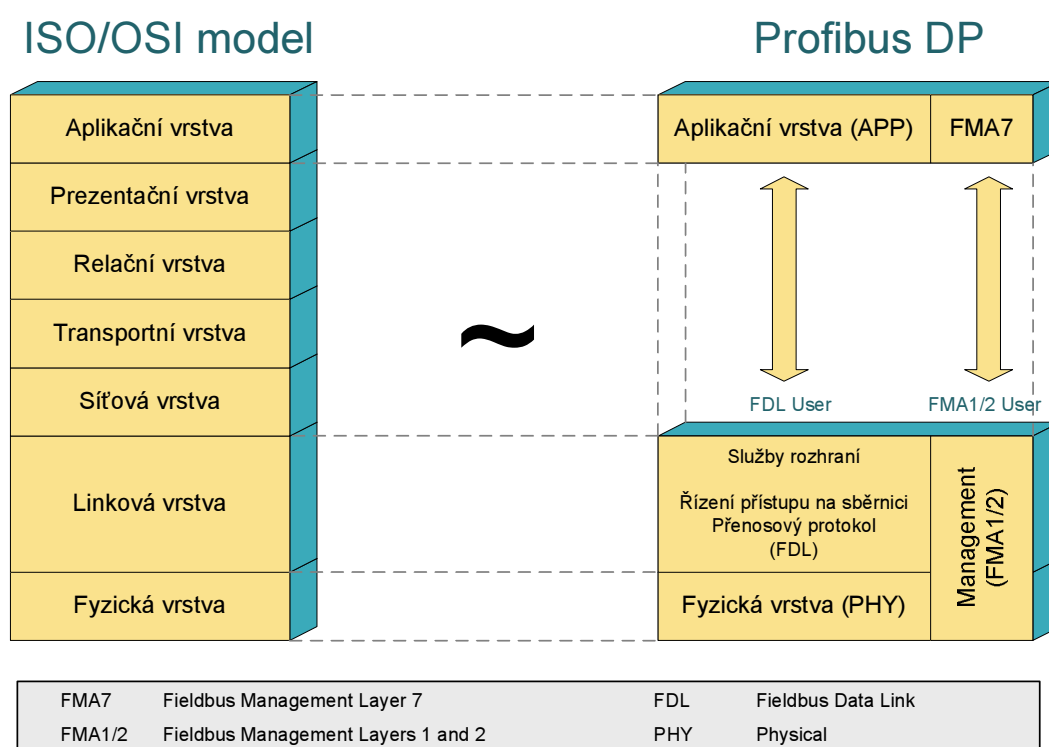 ISO/OSI model
Aplikační vrstva
Prezentační vrstva
Relační vrstva
Transportní vrstva
Síťová vrstva
Linková vrstva
Fyzická vrstva
~
Profibus DP
Aplikační vrstva (APP)
FMA7
FDL User
FMA1/2 User
Služby rozhraní
Řízení přístupu na sběrnici
Přenosový protokol
(FDL)
Management
(FMA1/2)
Fyzická vrstva (PHY)
FMA7 Fieldbus Management Layer 7 FDL Fieldbus Data Link
FMA1/2 Fieldbus Management Layers 1 and 2 PHY Physical